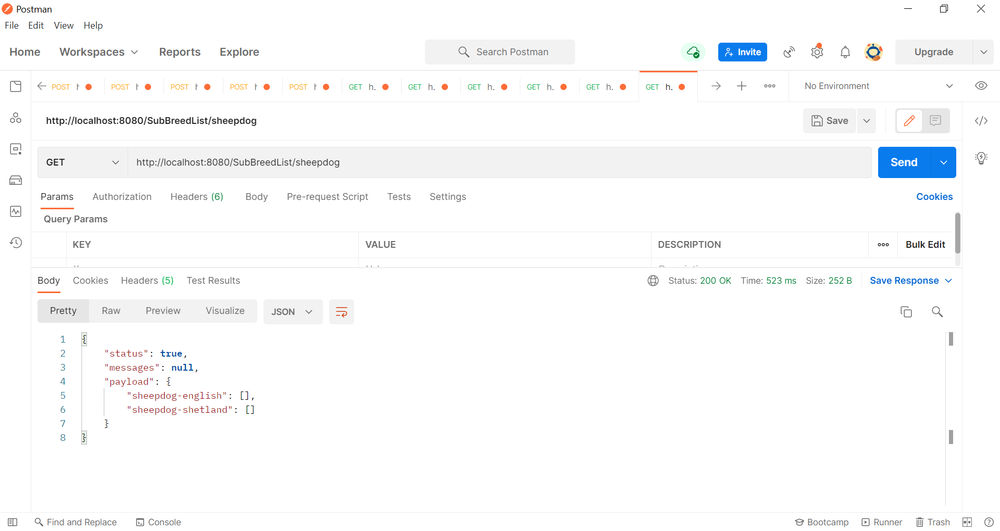 Postman
File Edit View Help
Home Workspaces Reports Explore Search Postman Invite Upgrade
POST POST POST POST POST GET h. GET h. GET h. GET h. GET h. GET h. No Environment
http://localhost:8080/SubBreedList/sheepdog Save
GET http://localhost:8080/SubBreedList/sheepdog Send
Params Authorization Headers (6) Body Pre-request Script Tests Settings Cookies
Query Params
KEY VALUE DESCRIPTION Bulk Edit
Body Cookies Headers (5) Test Results Status: 200 OK Time: 523 ms Size: 252 B Save Response
Pretty Raw Preview Visualize JSON
1 {
2 "status": true,
3 "messages": null,
4 "payload": {
5 "sheepdog-english": [],
6 "sheepdog-shetland": []
7 }
8 }
Find and Replace Console Bootcamp Runner Trash